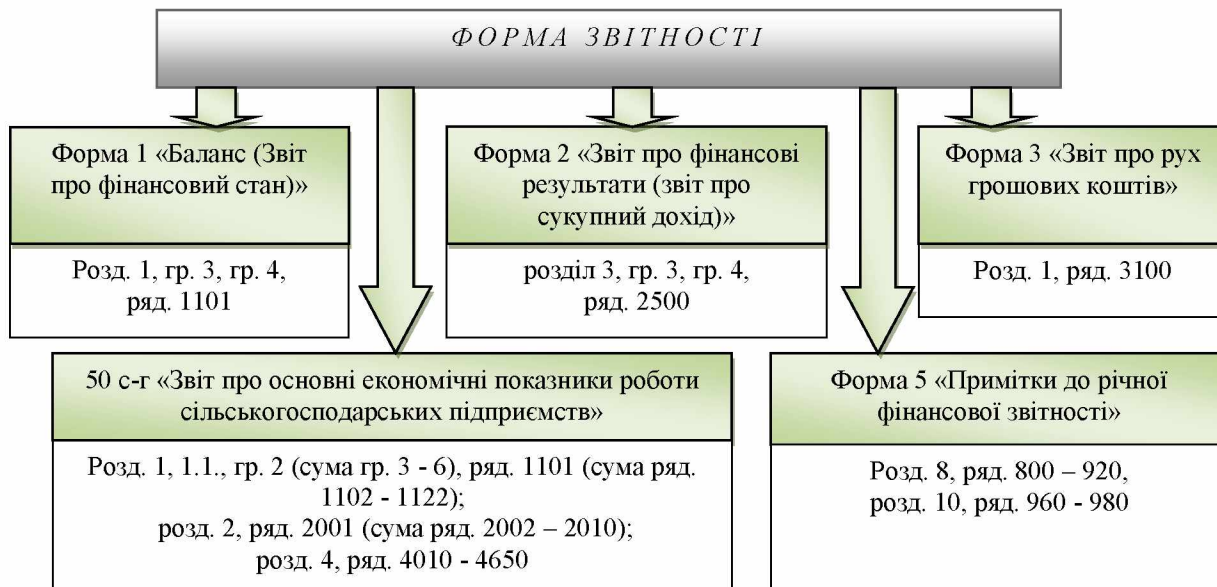 ФОРМА ЗВІТНОСТІ
Форма 1 «Баланс (Звіт
про фінансовий стан)»
Розд. 1, гр. 3, гр. 4,
ряд. 1101
Форма 2 «Звіт про фінансові
результати (звіт про
сукупний дохід)»
розділ 3, гр. 3, гр. 4,
ряд. 2500
Форма 3 «Звіт про рух
грошових коштів»
Розд. 1, ряд. 3100
50 с-г «Звіт про основні економічні показники роботи
сільськогосподарських підприємств»
Розд. 1, 1.1., гр. 2 (сума гр. 3 - 6), ряд. 1101 (сума ряд.
1102 - 1122);
розд. 2, ряд. 2001 (сума ряд. 2002 – 2010);
розд. 4, ряд. 4010 - 4650
Форма 5 «Примітки до річної
фінансової звітності»
Розд. 8, ряд. 800 – 920,
розд. 10, ряд. 960 - 980